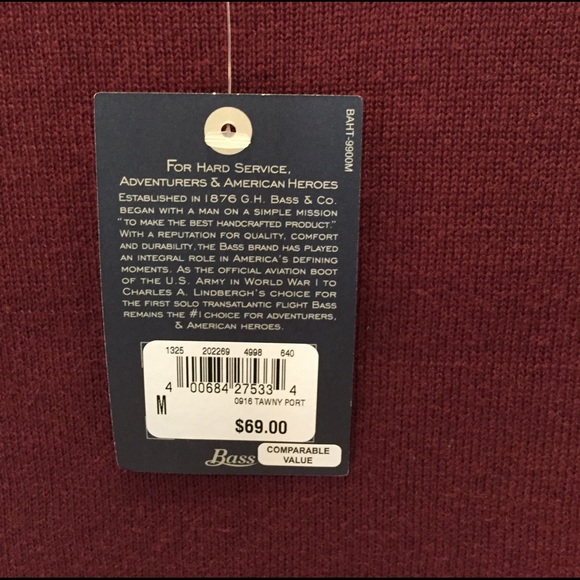 BAHT-9900M
FOR HARD SERVICE,
ADVENTURERS & AMERICAN HEROES
ESTABLISHED IN 1876 G.H. BASS & CO.
BEGAN WITH A MAN ON A SIMPLE MISSION
"TO MAKE THE BEST HANDCRAFTED PRODUCT."
WITH A REPUTATION FOR QUALITY, COMFORT
AND DURABILITY, THE BASS BRAND HAS PLAYED
AN INTEGRAL ROLE IN AMERICA'S DEFINING
MOMENTS. AS THE OFFICIAL AVIATION BOOT
OF THE U.S. ARMY IN WORLD WAR I TO
CHARLES A. LINDBERGH'S CHOICE FOR
THE FIRST SOLO TRANSATLANTIC FLIGHT BASS
REMAINS THE #1 CHOICE FOR ADVENTURERS,
& AMERICAN HEROES.
1325 202269 4998 640
4 00684 27533 4
M 0916 TAWNY PORT
$69.00
Bass COMPARABLE
VALUE